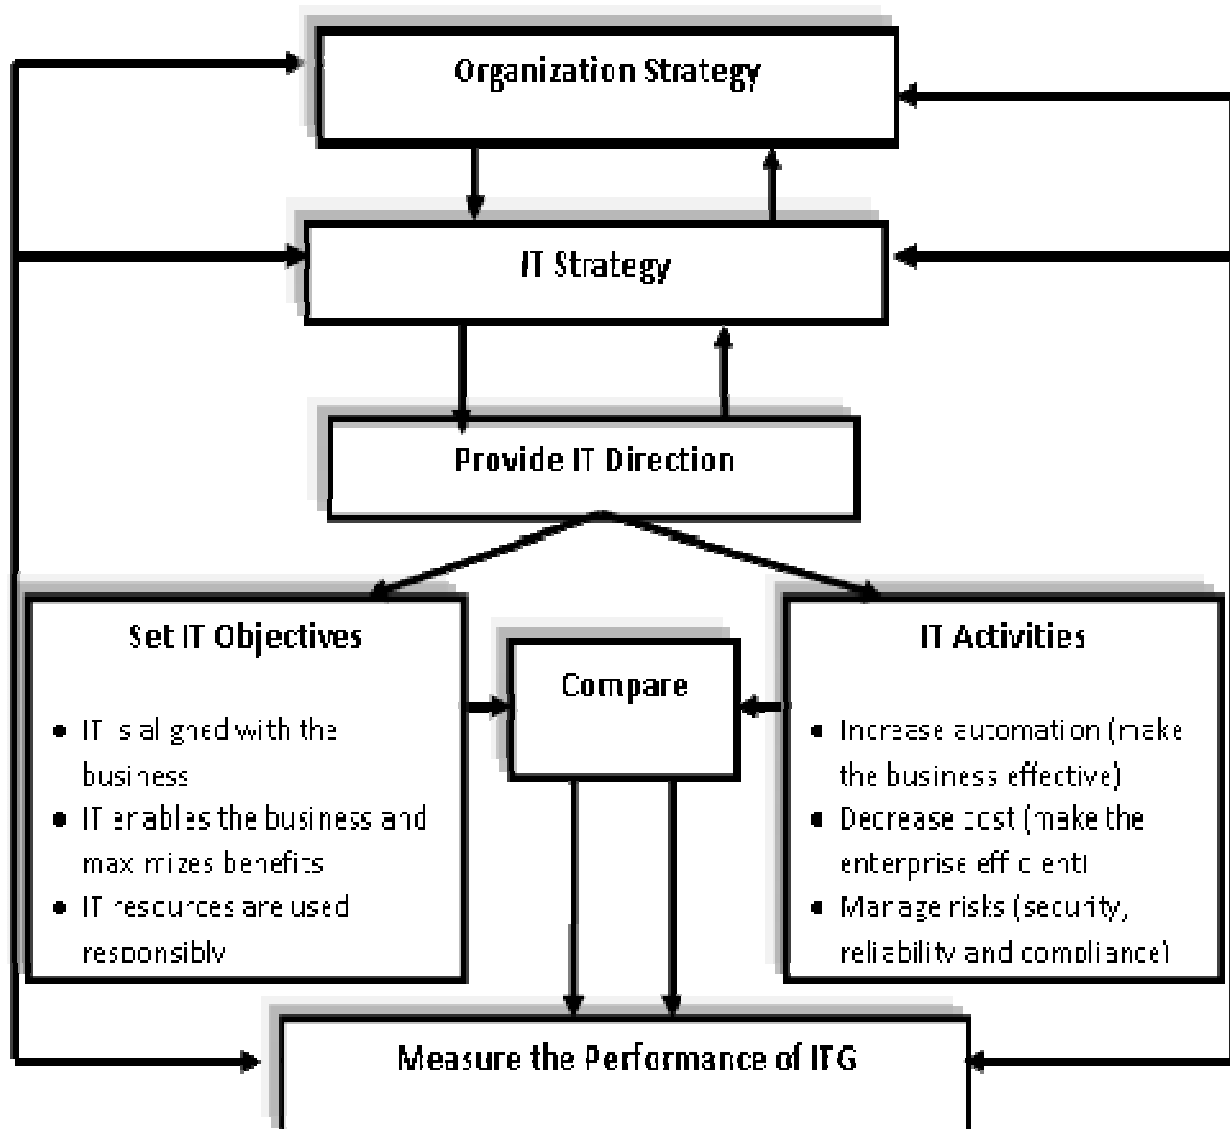 Organization Strategy
IT Strategy
Provide IT Direction
Set IT Objectives
• IT is aligned with the
business
• IT enables the business and
maximizes benefits
• IT resources are used
responsibly
Compare
IT Activities
• Increase automation (make
the business effective)
• Decrease cost (make the
enterprise efficient)
• Manage risks (security,
reliability and compliance)
Measure the Performance of ITG